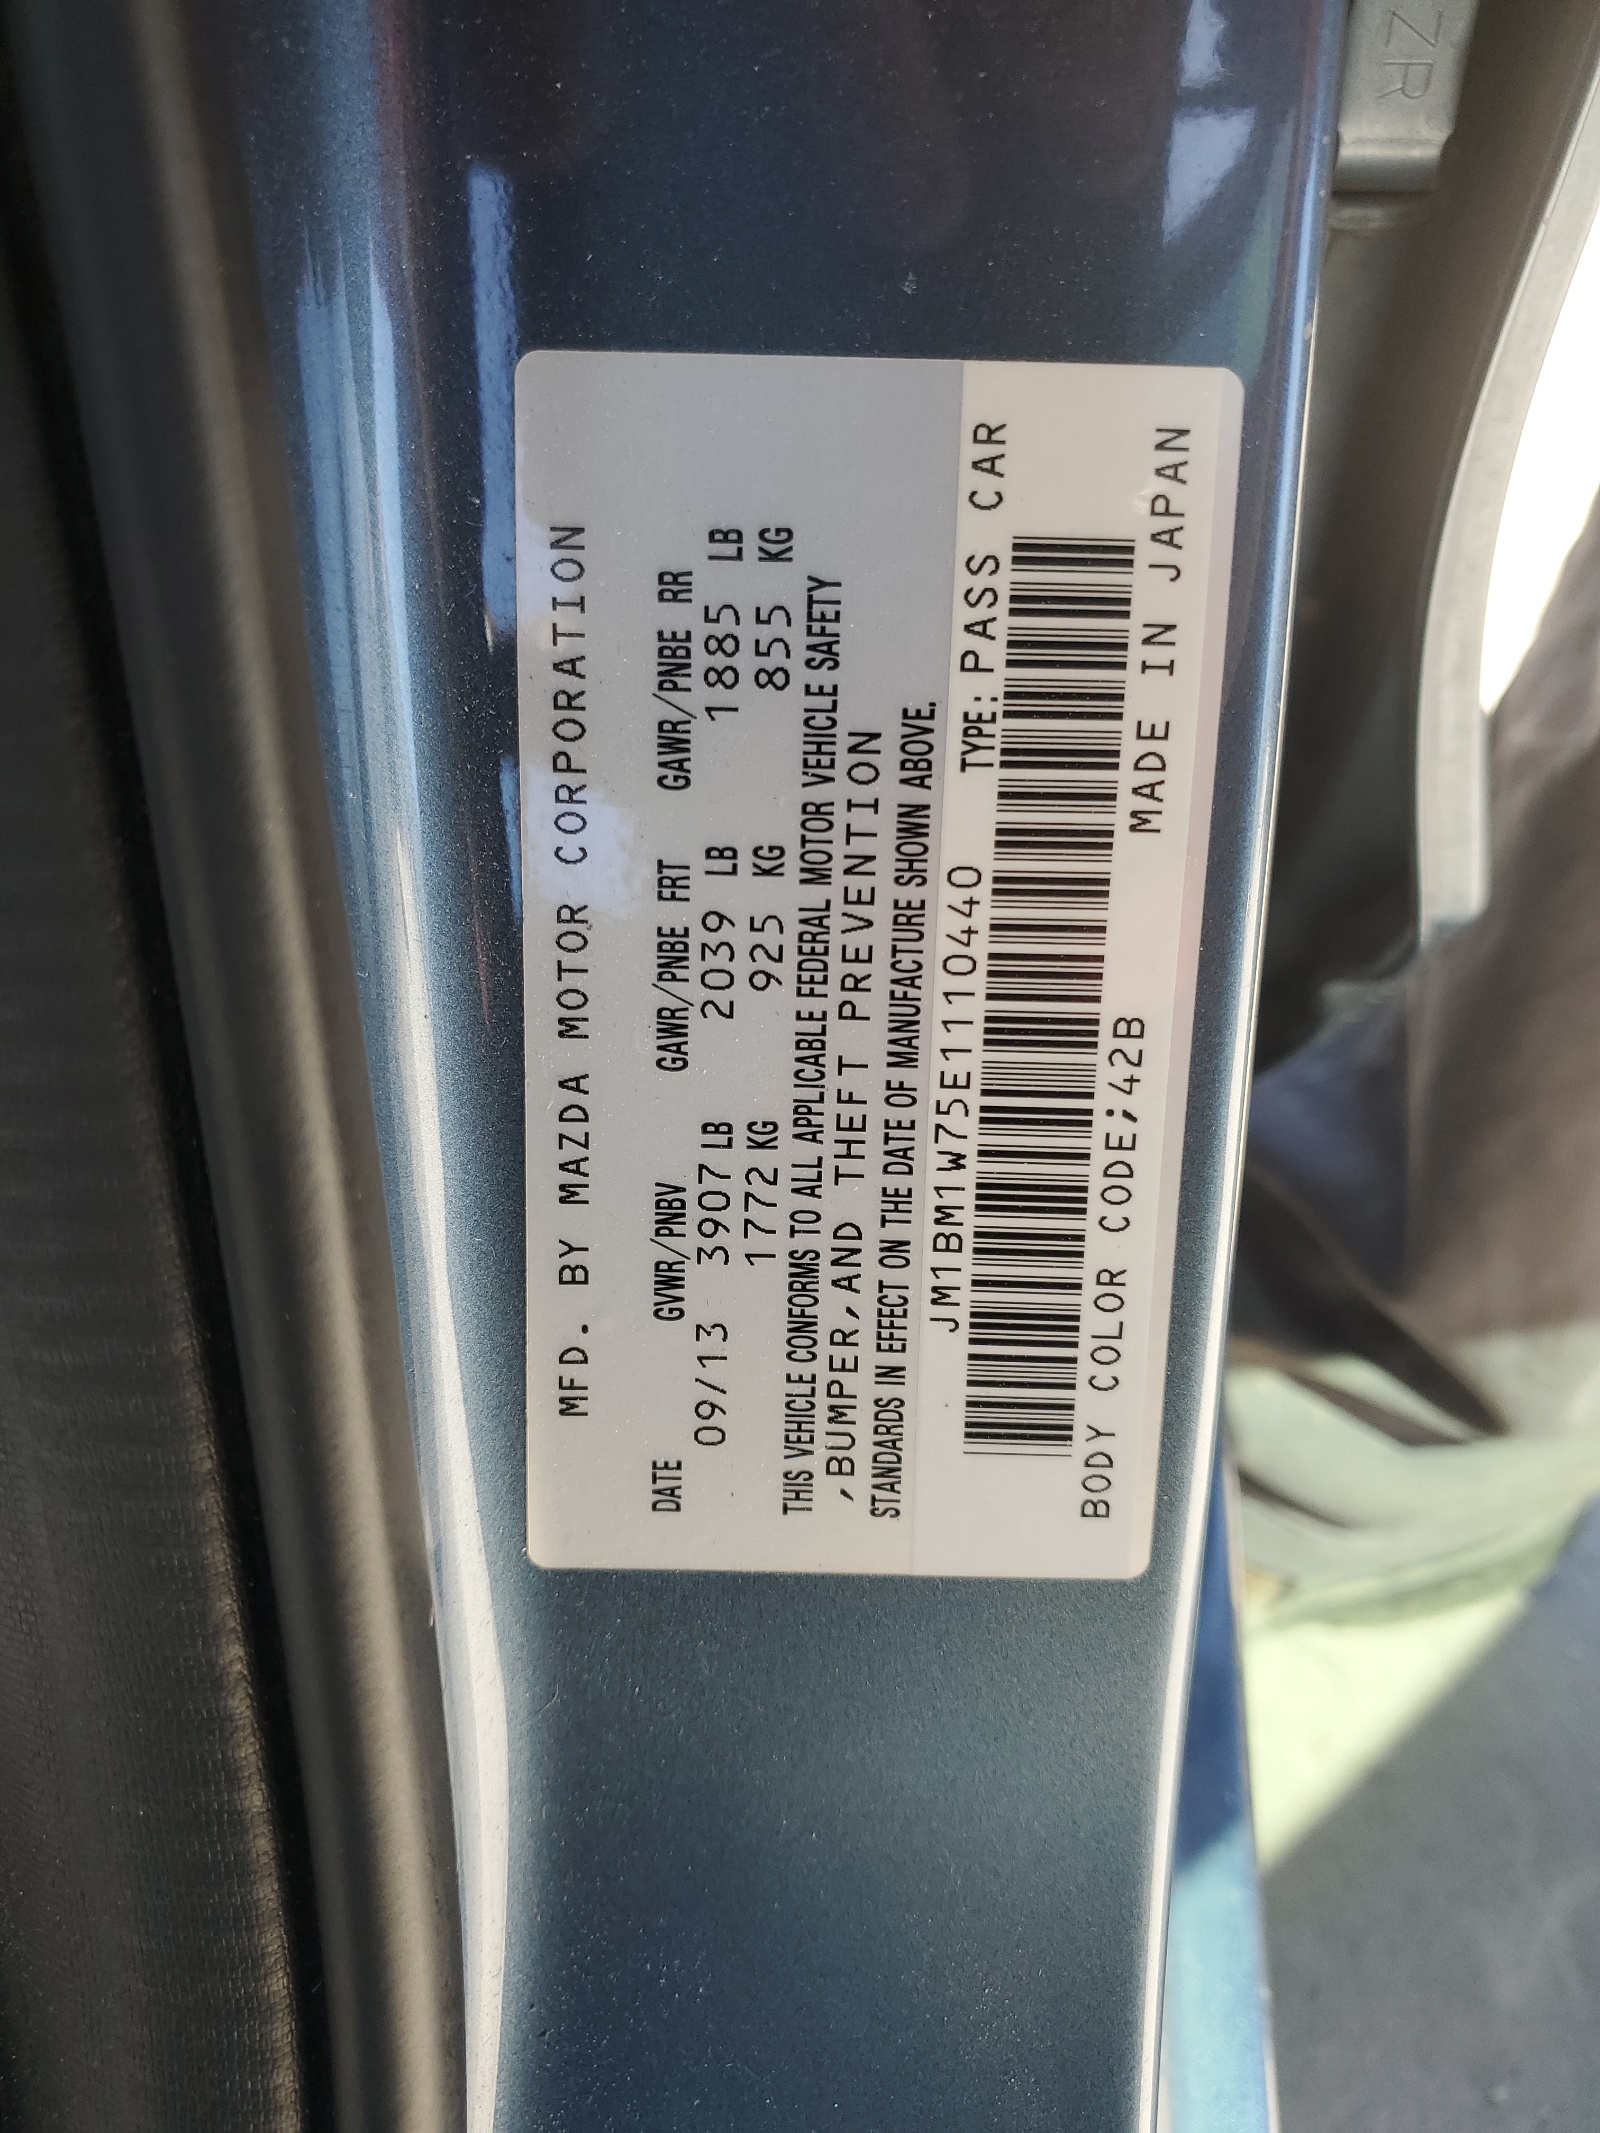 MFD. BY MAZDA MOTOR CORPORATION
DATE GVWR/PNBV GAWR/PNBE FRT GAWR/PNBE RR
09/13 3907 LB 2039 LB 1885 LB
1772 KG 925 KG 855 KG
THIS VEHICLE CONFORMS TO ALL APPLICABLE FEDERAL MOTOR VEHICLE SAFETY
,BUMPER,AND THEFT PREVENTION
STANDARDS IN EFFECT ON THE DATE OF MANUFACTURE SHOWN ABOVE.
JM1BM1W75E1110440 TYPE: PASS CAR
BODY COLOR CODE;42B MADE IN JAPAN
ZR